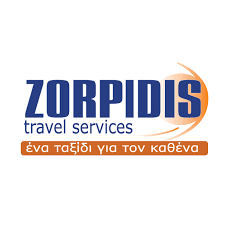 ZORPIDIS
travel services
ένα ταξίδι για τον καθένα